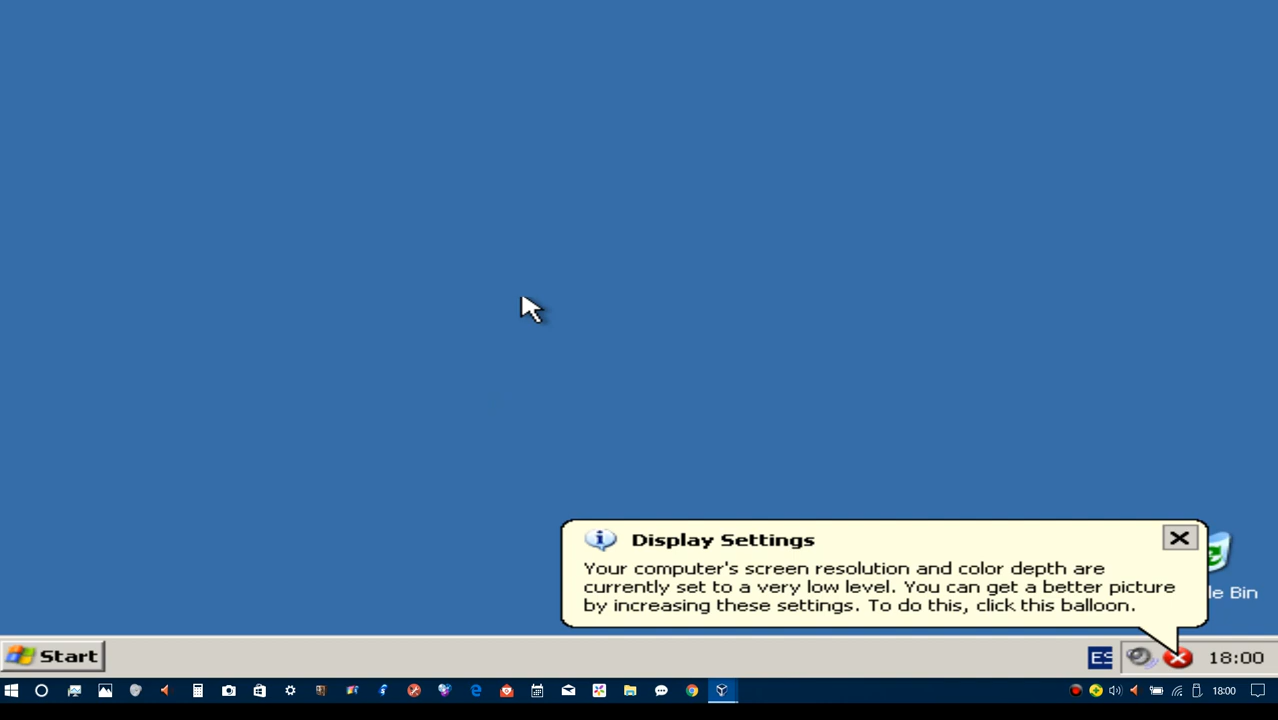 Display Settings
Your computer's screen resolution and color depth are
currently set to a very low level. You can get a better picture
by increasing these settings. To do this, click this balloon.
le Bin
Start
ES
18:00
18:00